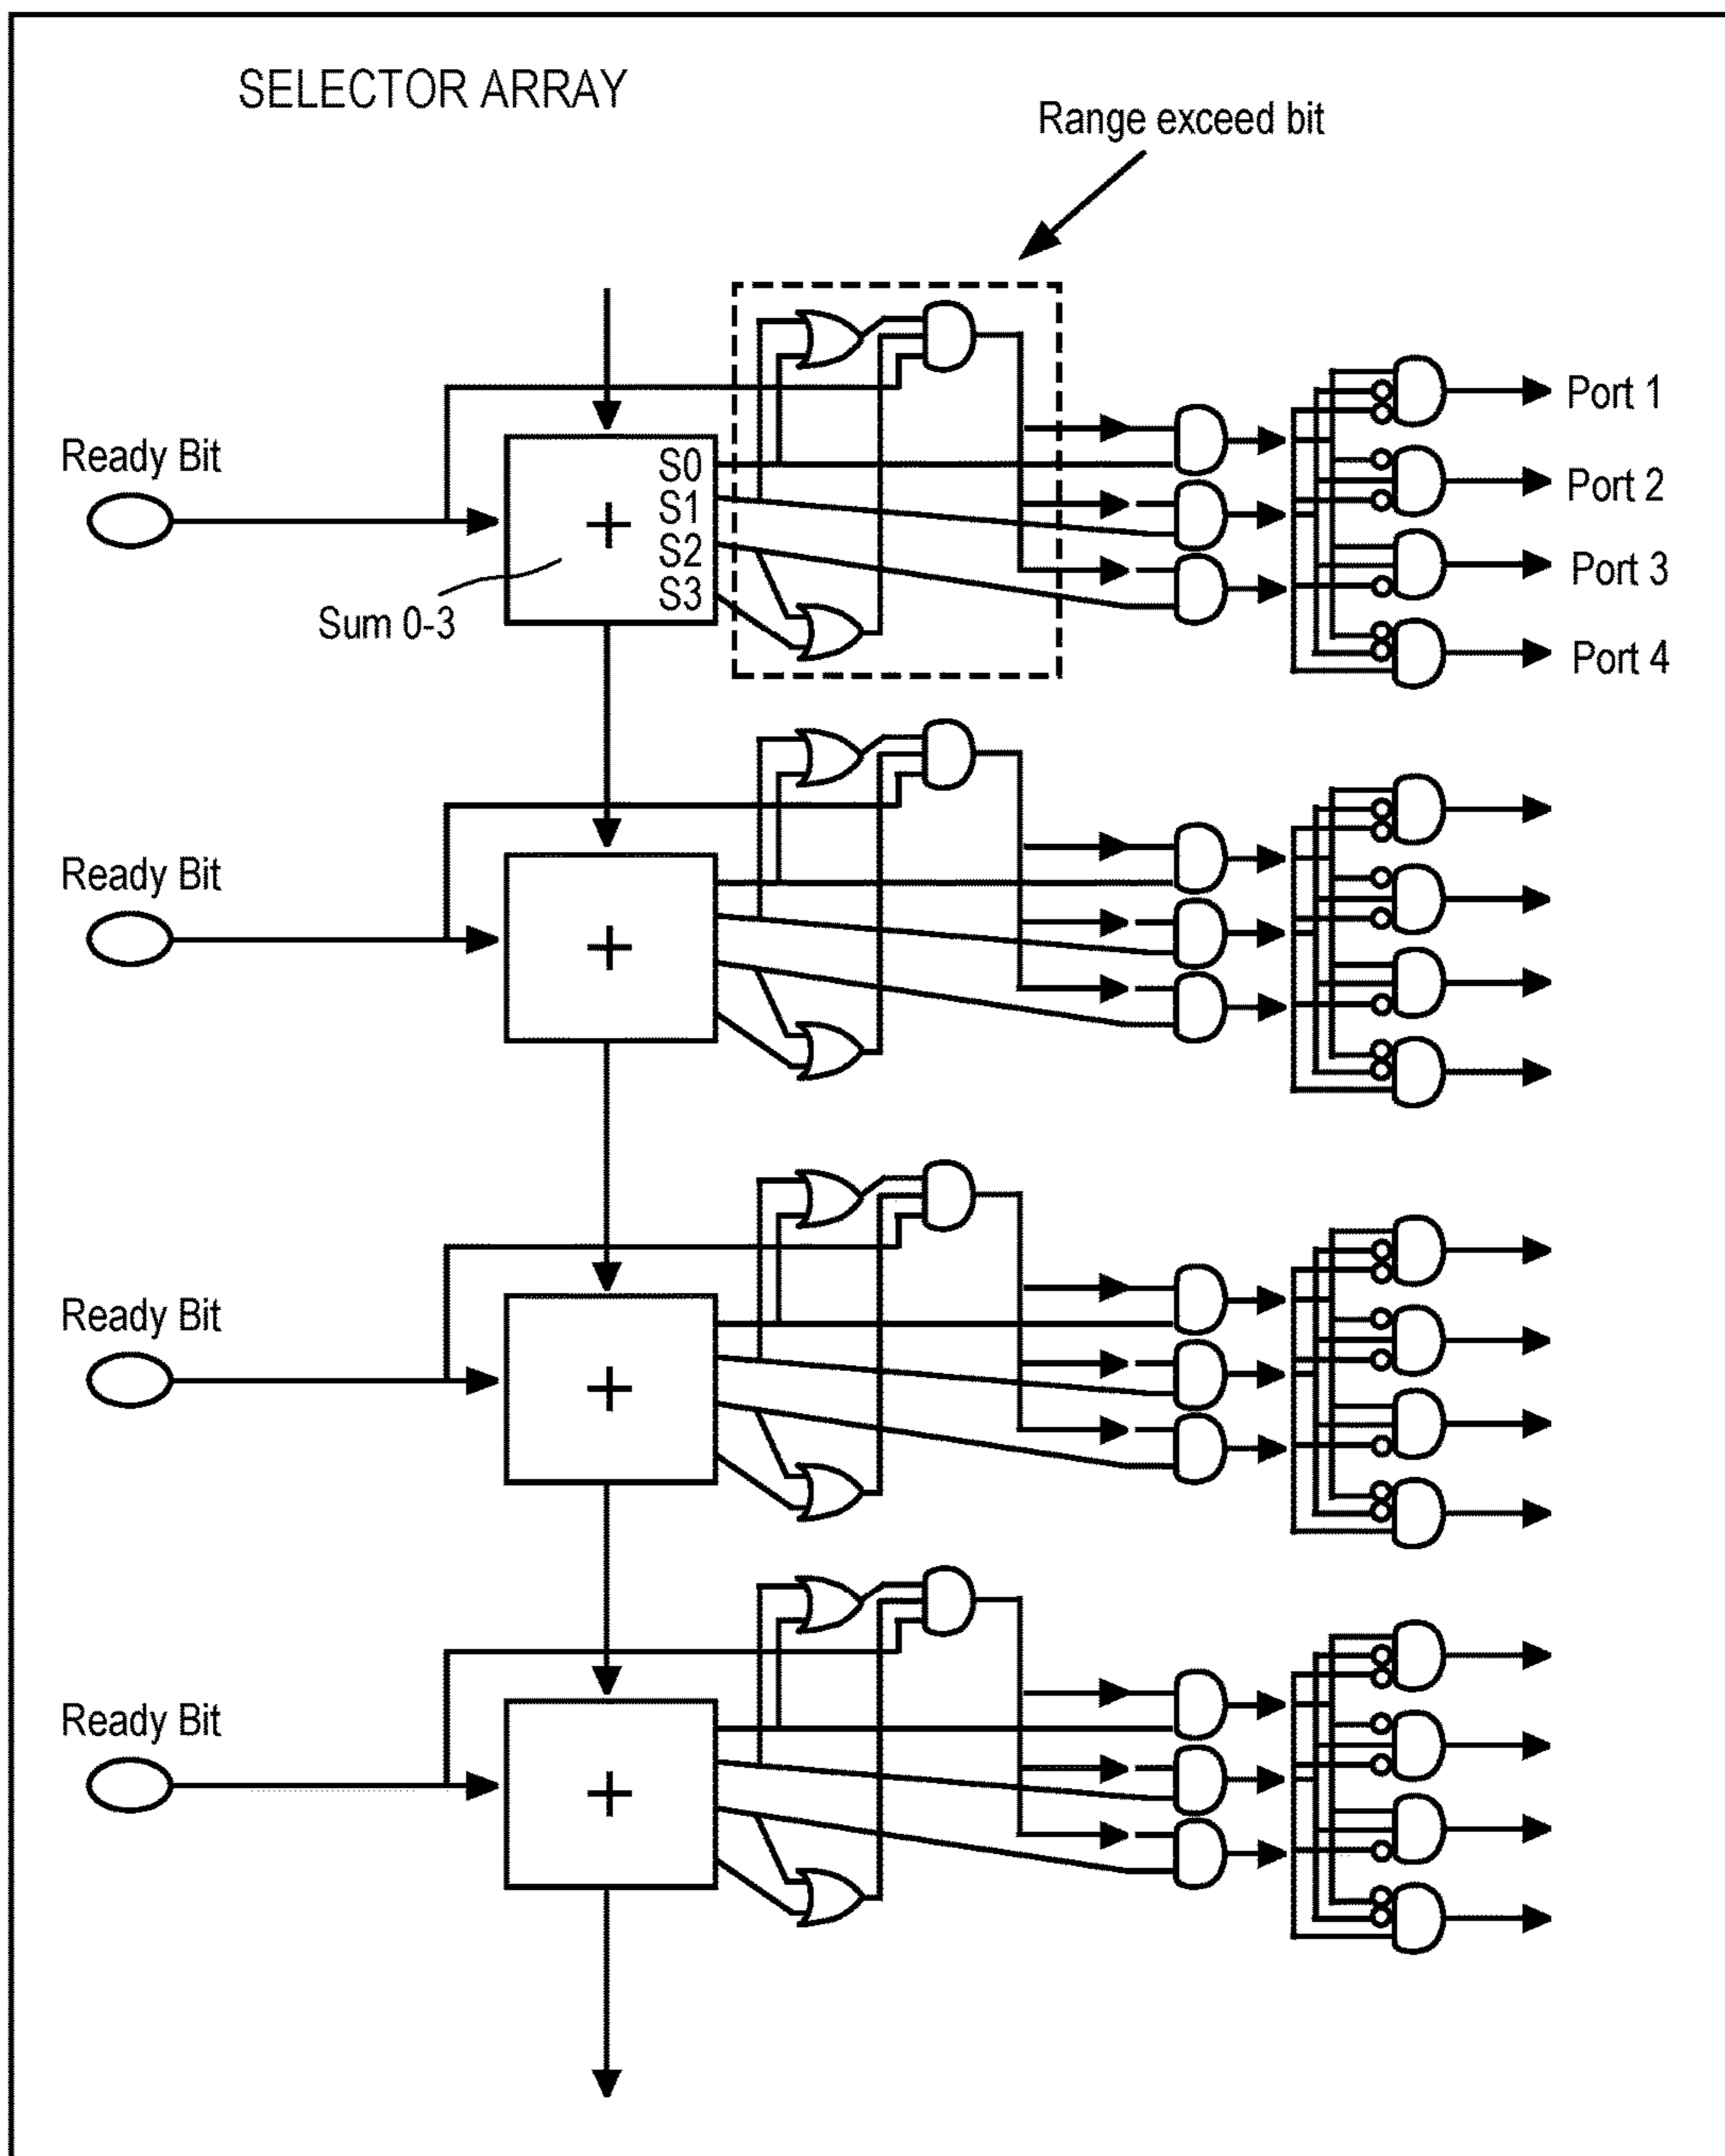 SELECTOR ARRAY
Range exceed bit
Port 1
Ready Bit
S0
Port 2
S1
+
S2
Port 3
S3
Sum 0-3
Port 4
Ready Bit
+
Ready Bit
+
Ready Bit
+